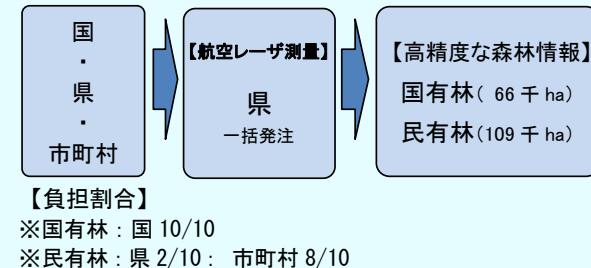 国
・
県
・
市町村
【航空レーザ測量】
県
一括発注
【高精度な森林情報】
国有林( 66 千 ha)
民有林(109 千 ha)
【負担割合】
※国有林：国 10/10
※民有林：県 2/10： 市町村 8/10